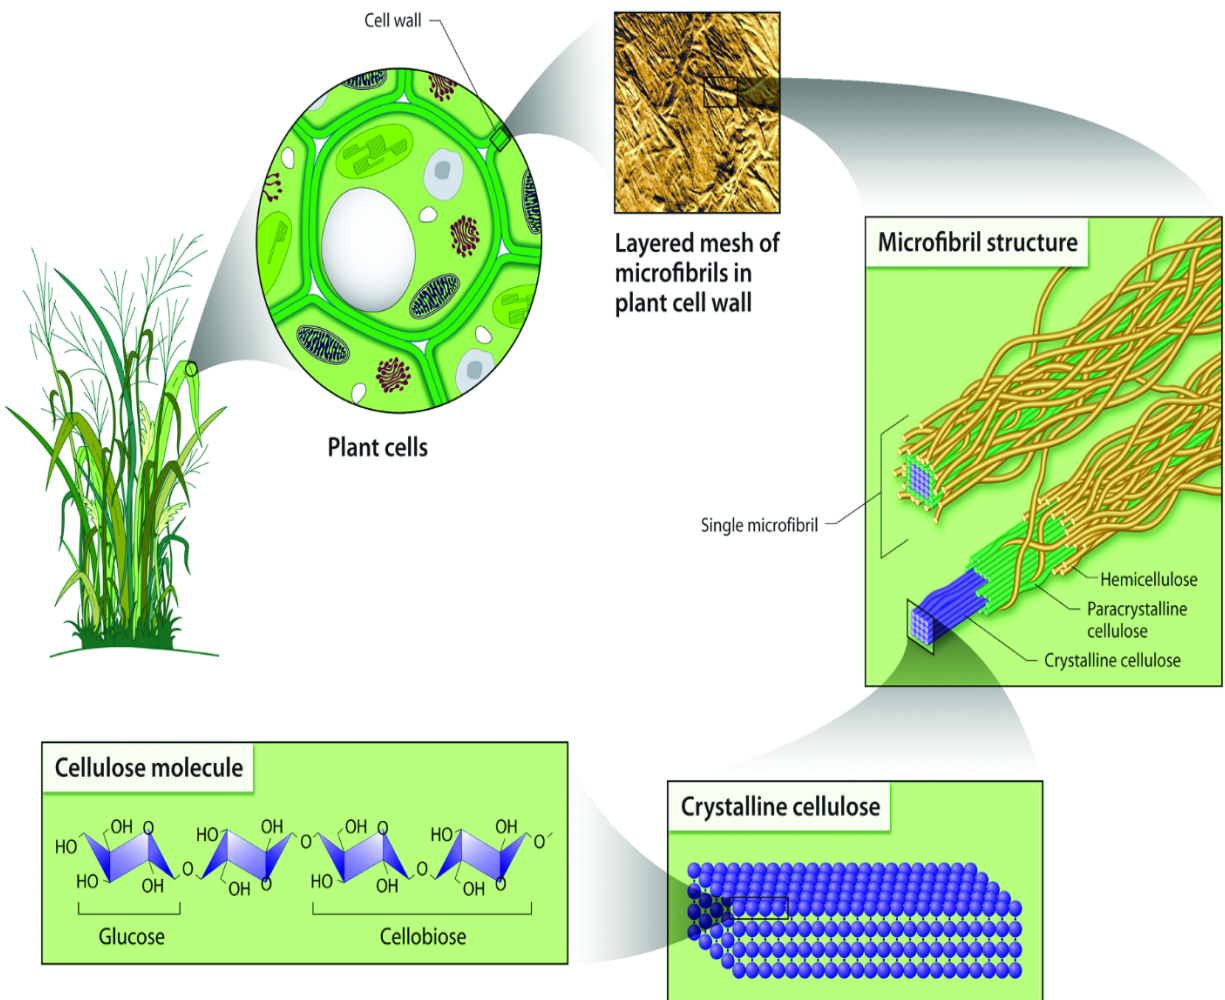 Cell wall
Plant cells
Layered mesh of
microfibrils in
plant cell wall
Microfibril structure
Single microfibril
Hemicellulose
Paracrystalline
cellulose
Crystalline cellulose
Cellulose molecule
OH O HO OH OH O HO OH
HO O O O O
HO OH OH O HO OH OH O
Glucose
Cellobiose
Crystalline cellulose